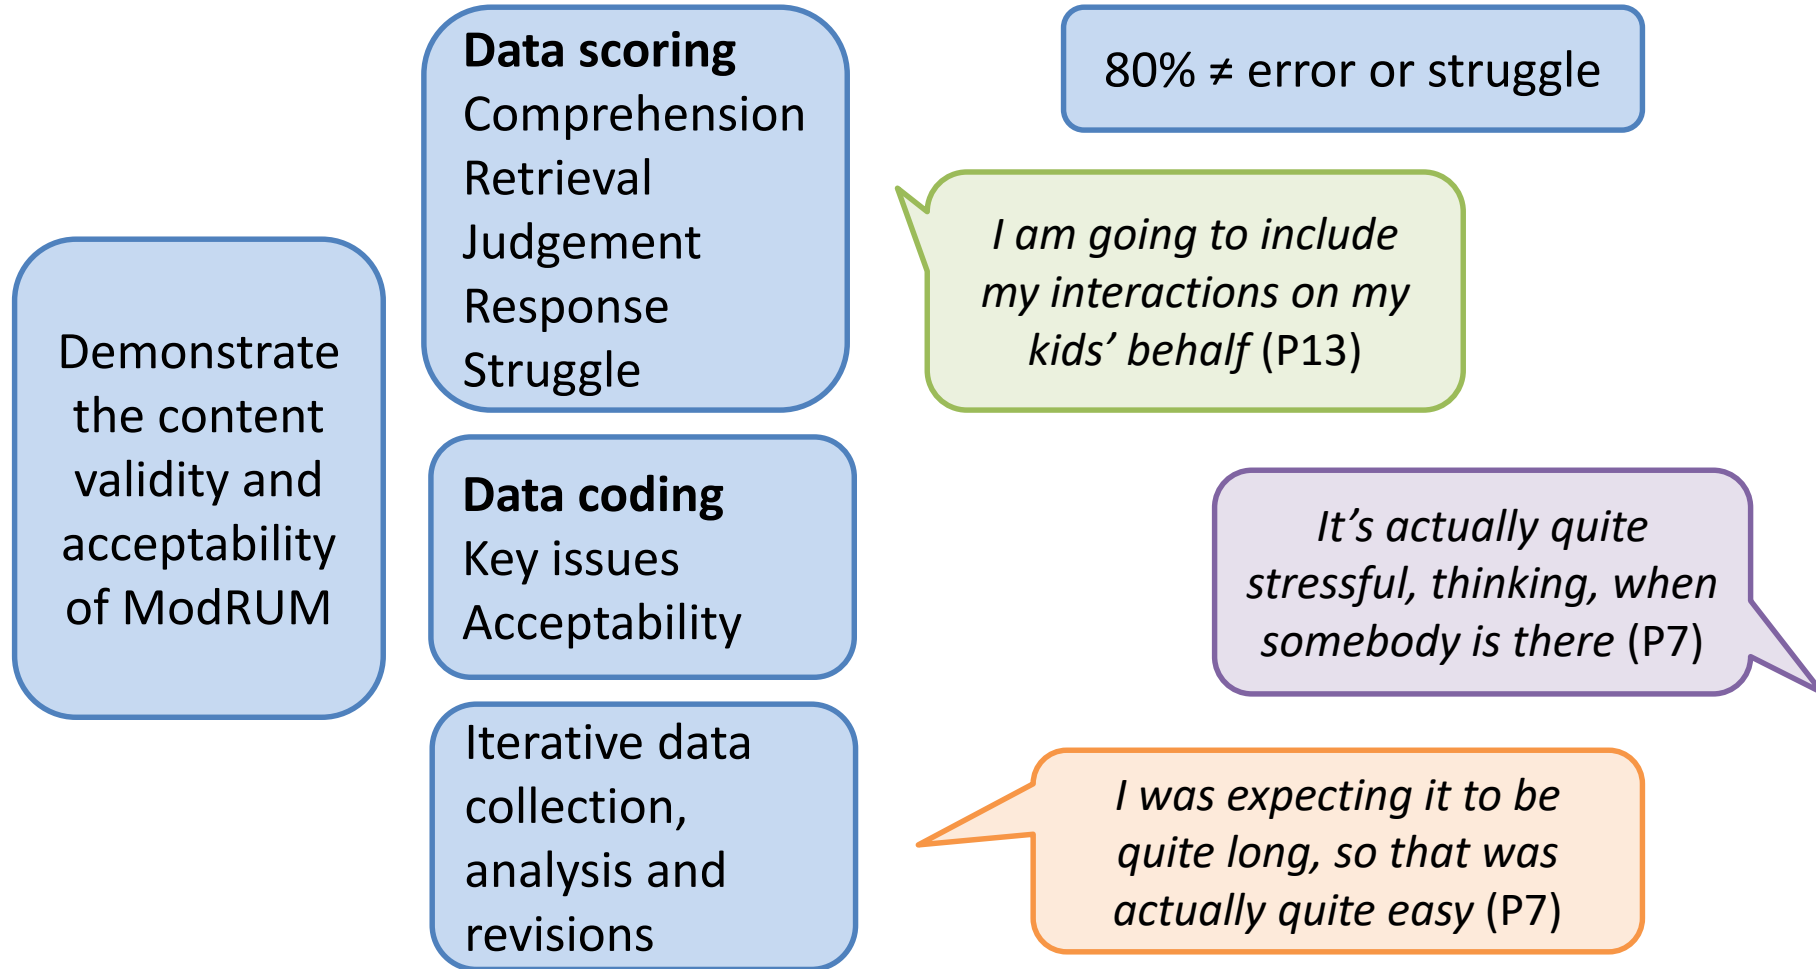 Demonstrate
the content
validity and
acceptability
of ModRUM
Data scoring
Comprehension
Retrieval
Judgement
Response
Struggle
Data coding
Key issues
Acceptability
Iterative data
collection,
analysis and
revisions
80% ≠ error or struggle
I am going to include
my interactions on my
kids’ behalf (P13)
It’s actually quite
stressful, thinking, when
somebody is there (P7)
I was expecting it to be
quite long, so that was
actually quite easy (P7)